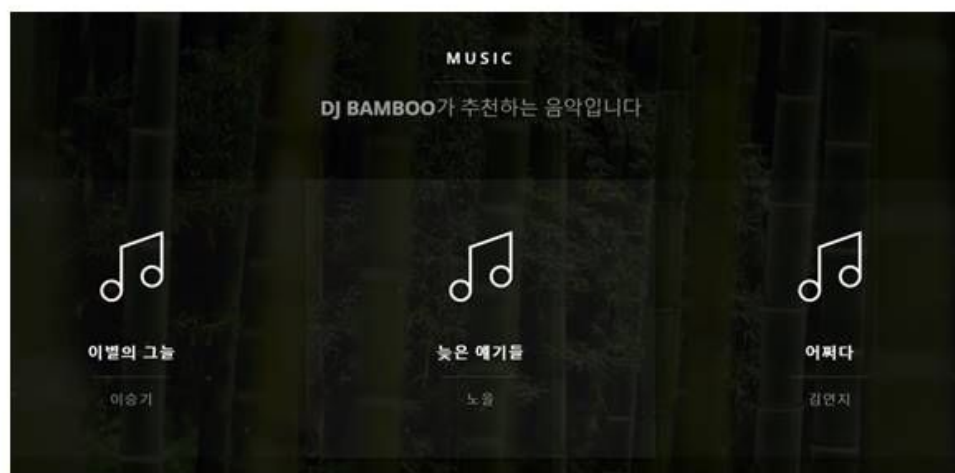 MUSIC
DJ BAMBOO가 추천하는 음악입니다
이별의 그늘
늦은 얘기들
어쩌다
이승기
노을
김연지